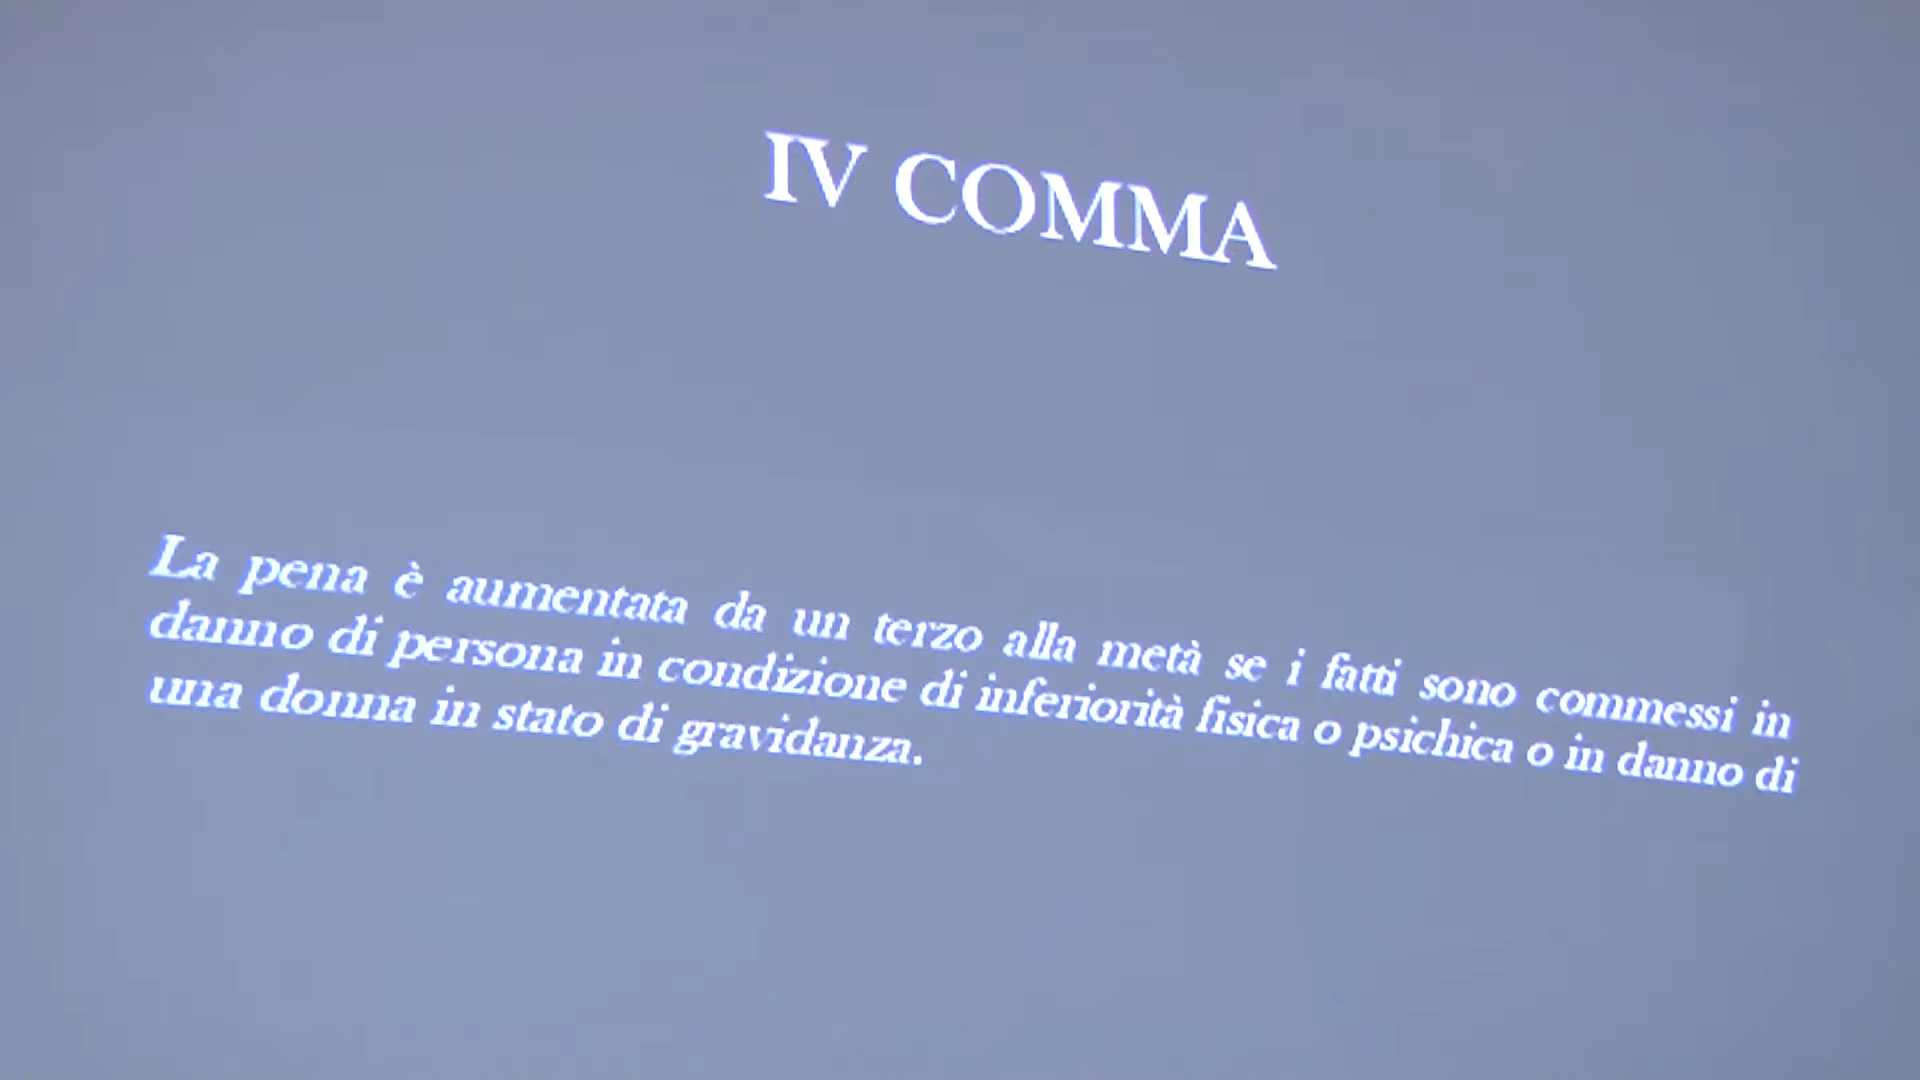 IV COMMA
La pena è aumentata da un terzo alla metà se i fatti sono commessi in
danno di persona in condizione di inferiorità fisica o psichica o in danno di
una donna in stato di gravidanza.